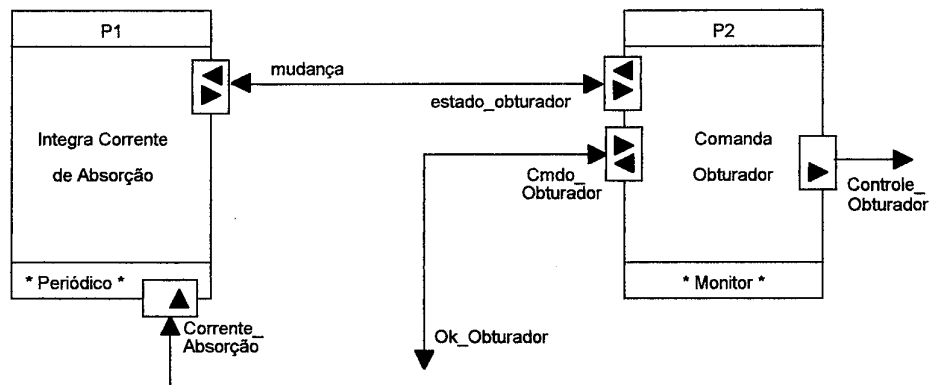 P1
P2
mudança
estado_obturador
Integra Corrente
de Absorção
Comanda
Obturador
Cmdo_
Obturador
Controle_
Obturador
* Periódico *
* Monitor *
Corrente_
Absorção
Ok_Obturador